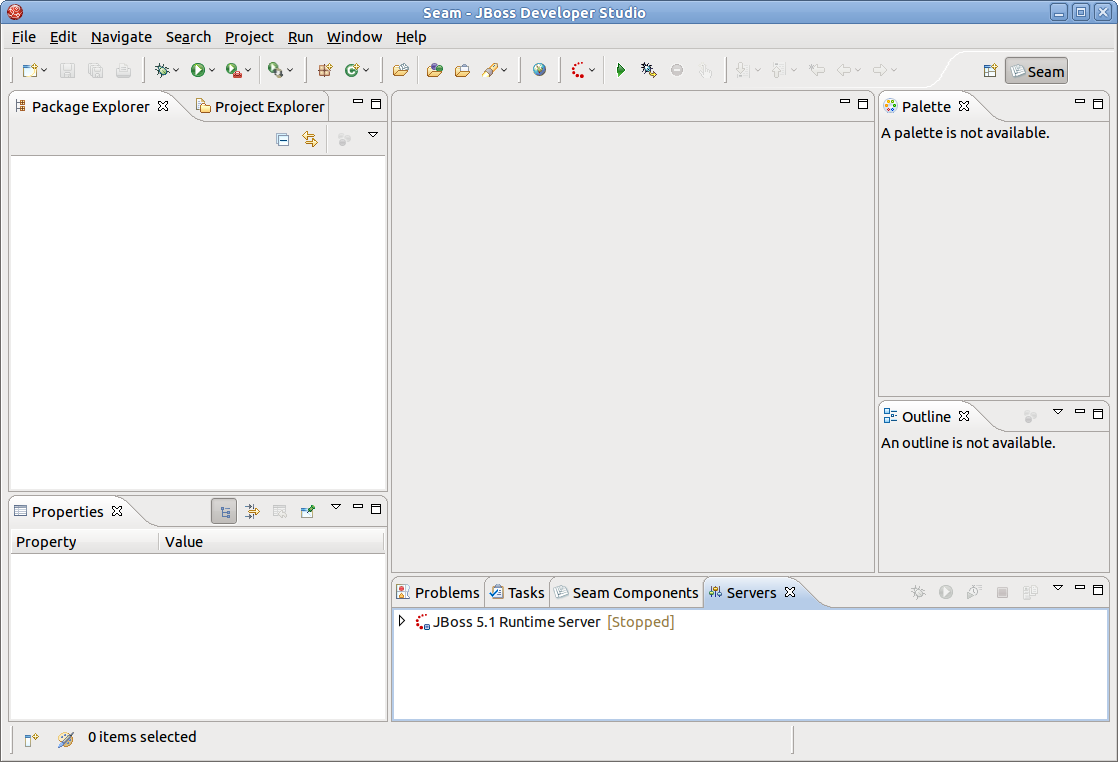 Seam - JBoss Developer Studio
File Edit Navigate Search Project Run Window Help
Seam
Package Explorer Project Explorer
Palette
A palette is not available.
Outline
An outline is not available.
Properties
Property Value
Problems Tasks Seam Components Servers
JBoss 5.1 Runtime Server [Stopped]
0 items selected